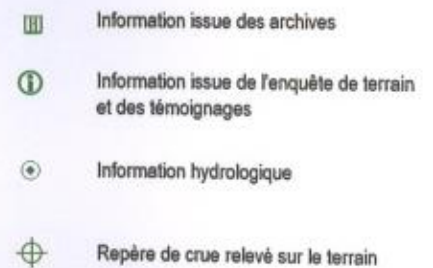 Information issue des archives
Information issue de l'enquête de terrain
et des témoignages
Information hydrologique
Repère de crue relevé sur le terrain